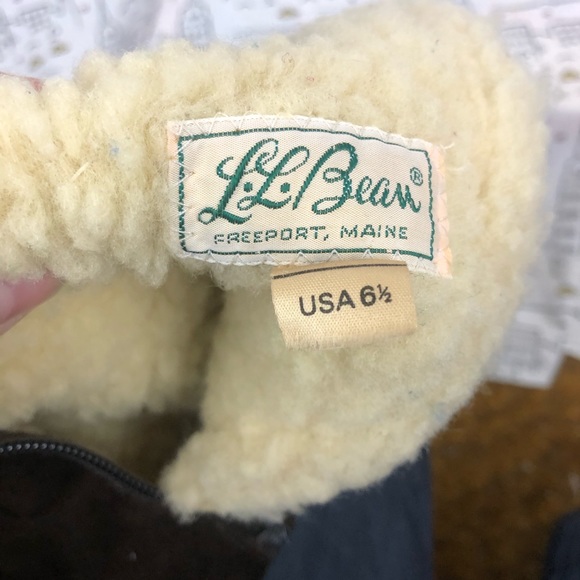 L.L.Bean®
FREEPORT, MAINE
USA 6½